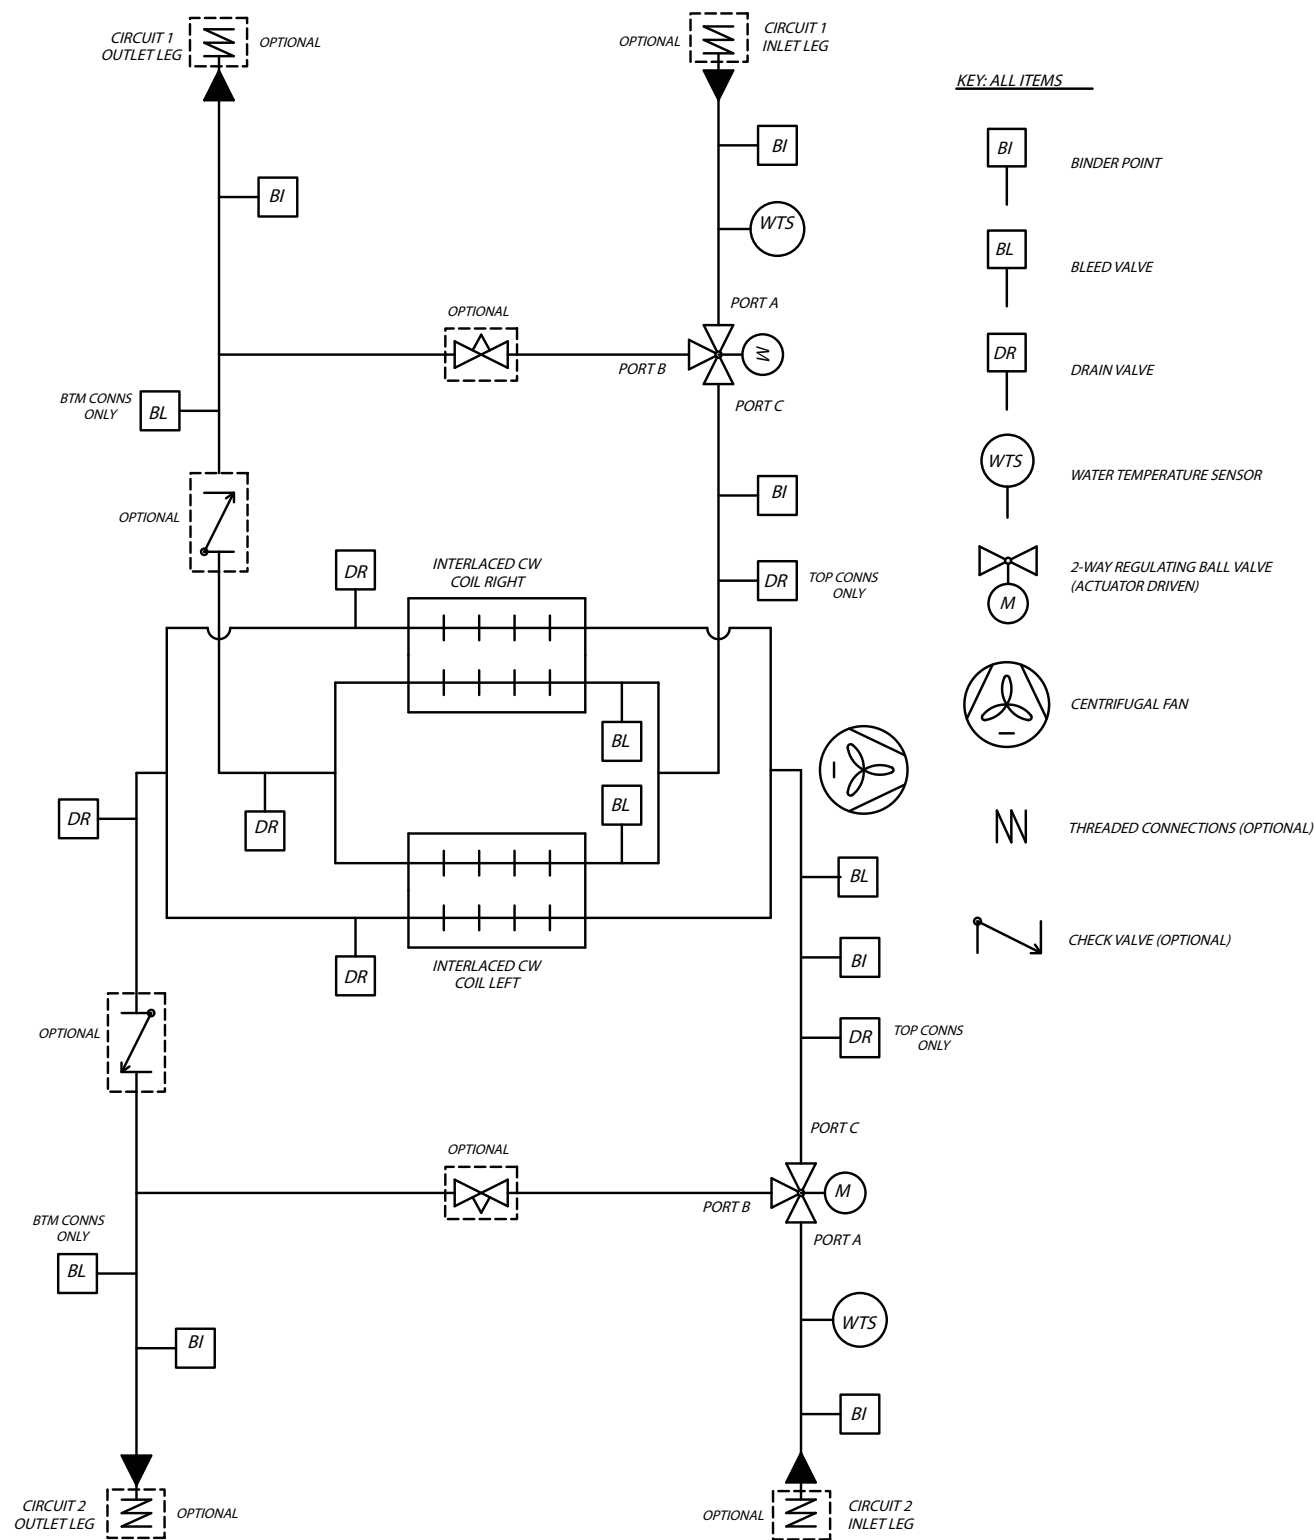 CIRCUIT 1
OUTLET LEG
OPTIONAL
OPTIONAL
CIRCUIT 1
INLET LEG
KEY: ALL ITEMS
BI
BI
BINDER POINT
BI
WTS
BL
BLEED VALVE
PORT A
OPTIONAL
M
PORT B
DR
DRAIN VALVE
BTM CONNS
ONLY
BL
PORT C
WTS
WATER TEMPERATURE SENSOR
OPTIONAL
BI
DR
INTERLACED CW
COIL RIGHT
DR
TOP CONNS
ONLY
2-WAY REGULATING BALL VALVE
(ACTUATOR DRIVEN)
M
CENTRIFUGAL FAN
BL
BL
DR
DR
THREADED CONNECTIONS (OPTIONAL)
BL
CHECK VALVE (OPTIONAL)
BI
DR
INTERLACED CW
COIL LEFT
OPTIONAL
DR
TOP CONNS
ONLY
PORT C
OPTIONAL
M
PORT B
BTM CONNS
ONLY
PORT A
BL
WTS
BI
BI
CIRCUIT 2
OUTLET LEG
OPTIONAL
OPTIONAL
CIRCUIT 2
INLET LEG